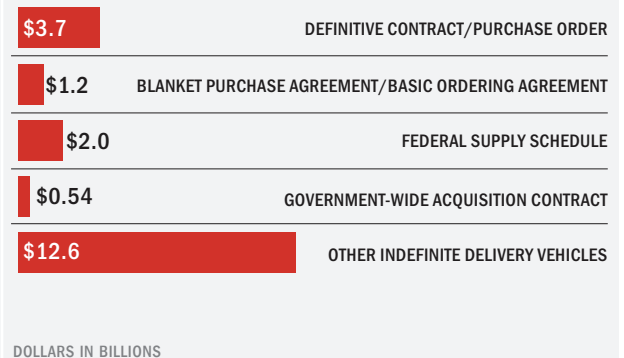 $3.7 DEFINITIVE CONTRACT/PURCHASE ORDER
$1.2 BLANKET PURCHASE AGREEMENT/BASIC ORDERING AGREEMENT
$2.0 FEDERAL SUPPLY SCHEDULE
$0.54 GOVERNMENT-WIDE ACQUISITION CONTRACT
$12.6 OTHER INDEFINITE DELIVERY VEHICLES
DOLLARS IN BILLIONS